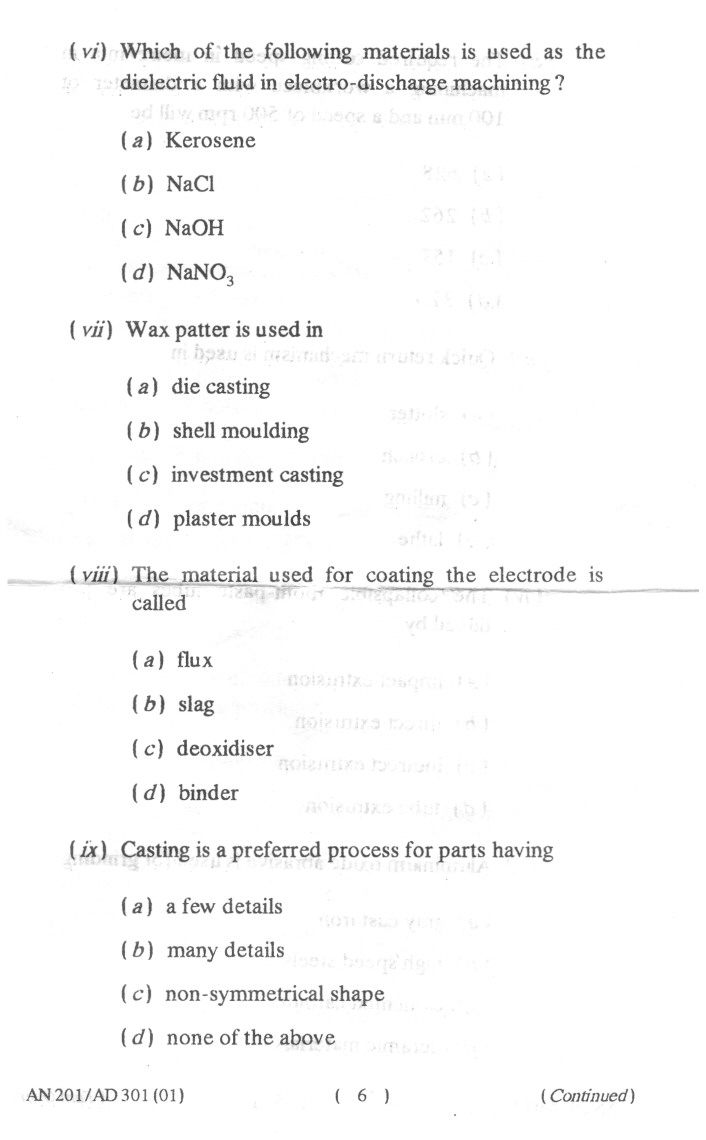 (vi) Which of the following materials is used as the
dielectric fluid in electro-discharge machining ?
(a) Kerosene
(b) NaCl
(c) NaOH
(d) NaNO3
(vii) Wax patter is used in
(a) die casting
(b) shell moulding
(c) investment casting
(d) plaster moulds
(viii) The material used for coating the electrode is
called
(a) flux
(b) slag
(c) deoxidiser
(d) binder
(ix) Casting is a preferred process for parts having
(a) a few details
(b) many details
(c) non-symmetrical shape
(d) none of the above
AN 201/AD 301 (01) ( 6 ) (Continued)